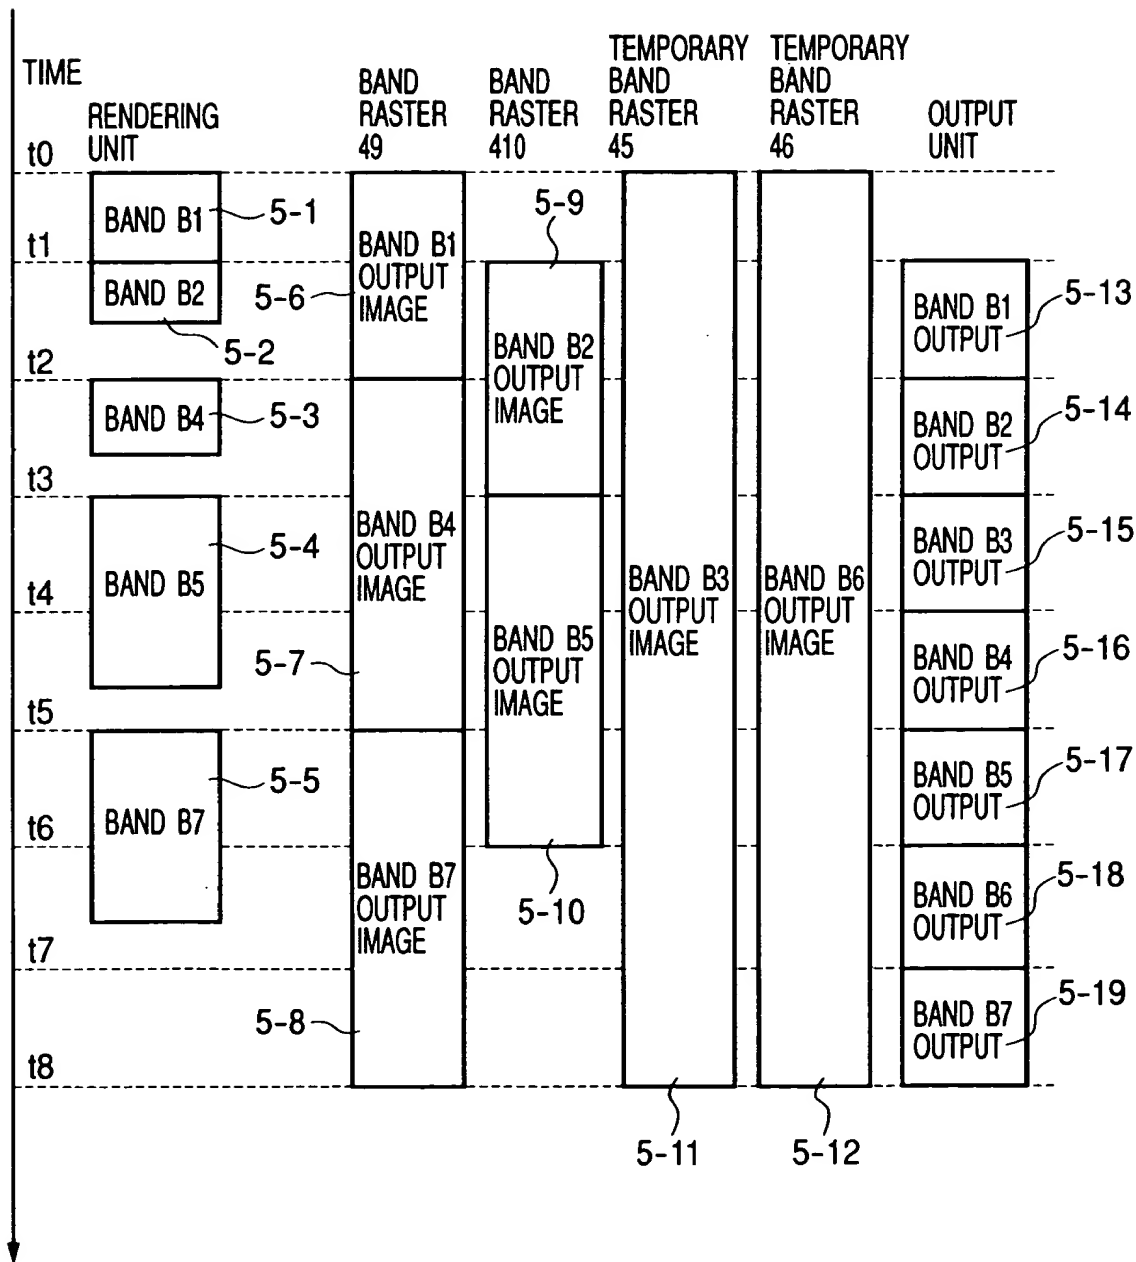 TIME
RENDERING
UNIT
BAND
RASTER
49
BAND
RASTER
410
TEMPORARY
BAND
RASTER
45
TEMPORARY
BAND
RASTER
46
OUTPUT
UNIT
t0
t1
t2
t3
t4
t5
t6
t7
t8
BAND B1
5-1
BAND B2
5-2
BAND B4
5-3
5-4
BAND B5
5-5
BAND B7
BAND B1
OUTPUT
IMAGE
5-6
BAND B4
OUTPUT
IMAGE
5-7
BAND B7
OUTPUT
IMAGE
5-8
5-9
BAND B2
OUTPUT
IMAGE
BAND B5
OUTPUT
IMAGE
5-10
BAND B3
OUTPUT
IMAGE
5-11
BAND B6
OUTPUT
IMAGE
5-12
BAND B1
OUTPUT
5-13
BAND B2
OUTPUT
5-14
BAND B3
OUTPUT
5-15
BAND B4
OUTPUT
5-16
BAND B5
OUTPUT
5-17
BAND B6
OUTPUT
5-18
BAND B7
OUTPUT
5-19